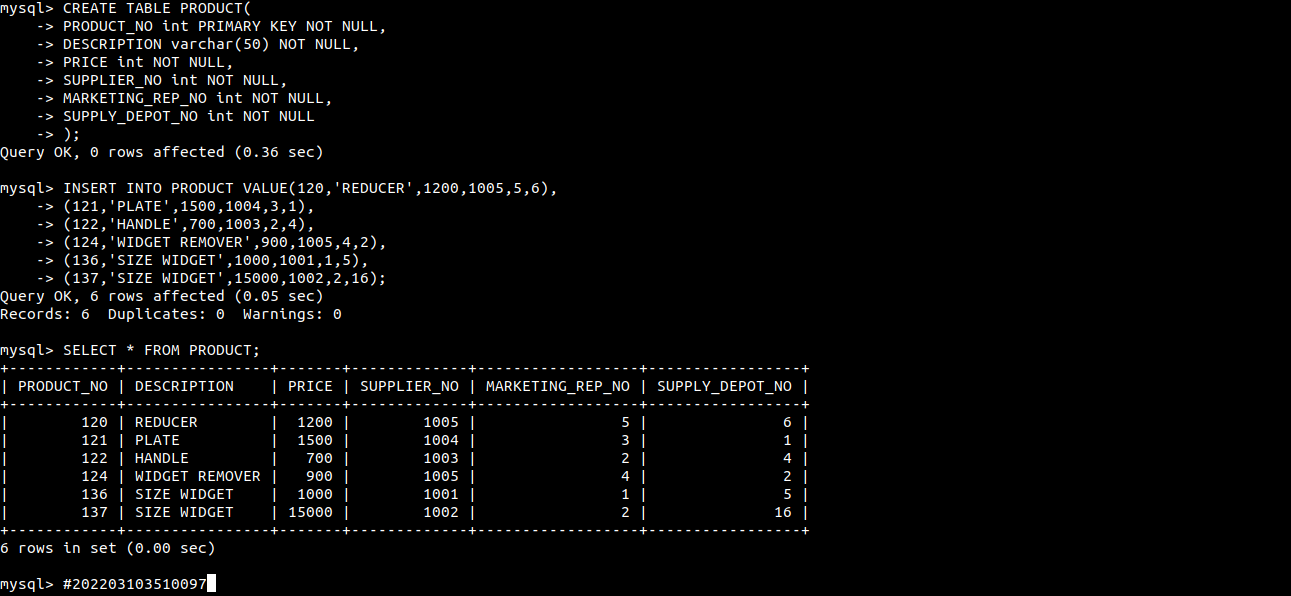 mysql> CREATE TABLE PRODUCT(
    -> PRODUCT_NO int PRIMARY KEY NOT NULL,
    -> DESCRIPTION varchar(50) NOT NULL,
    -> PRICE int NOT NULL,
    -> SUPPLIER_NO int NOT NULL,
    -> MARKETING_REP_NO int NOT NULL,
    -> SUPPLY_DEPOT_NO int NOT NULL
    -> );
Query OK, 0 rows affected (0.36 sec)

mysql> INSERT INTO PRODUCT VALUE(120,'REDUCER',1200,1005,5,6),
    -> (121,'PLATE',1500,1004,3,1),
    -> (122,'HANDLE',700,1003,2,4),
    -> (124,'WIDGET REMOVER',900,1005,4,2),
    -> (136,'SIZE WIDGET',1000,1001,1,5),
    -> (137,'SIZE WIDGET',15000,1002,2,16);
Query OK, 6 rows affected (0.05 sec)
Records: 6  Duplicates: 0  Warnings: 0

mysql> SELECT * FROM PRODUCT;
+------------+----------------+-------+-------------+------------------+-----------------+
| PRODUCT_NO | DESCRIPTION    | PRICE | SUPPLIER_NO | MARKETING_REP_NO | SUPPLY_DEPOT_NO |
+------------+----------------+-------+-------------+------------------+-----------------+
|        120 | REDUCER        |  1200 |        1005 |                5 |               6 |
|        121 | PLATE          |  1500 |        1004 |                3 |               1 |
|        122 | HANDLE         |   700 |        1003 |                2 |               4 |
|        124 | WIDGET REMOVER |   900 |        1005 |                4 |               2 |
|        136 | SIZE WIDGET    |  1000 |        1001 |                1 |               5 |
|        137 | SIZE WIDGET    | 15000 |        1002 |                2 |              16 |
+------------+----------------+-------+-------------+------------------+-----------------+
6 rows in set (0.00 sec)

mysql> #202203103510097